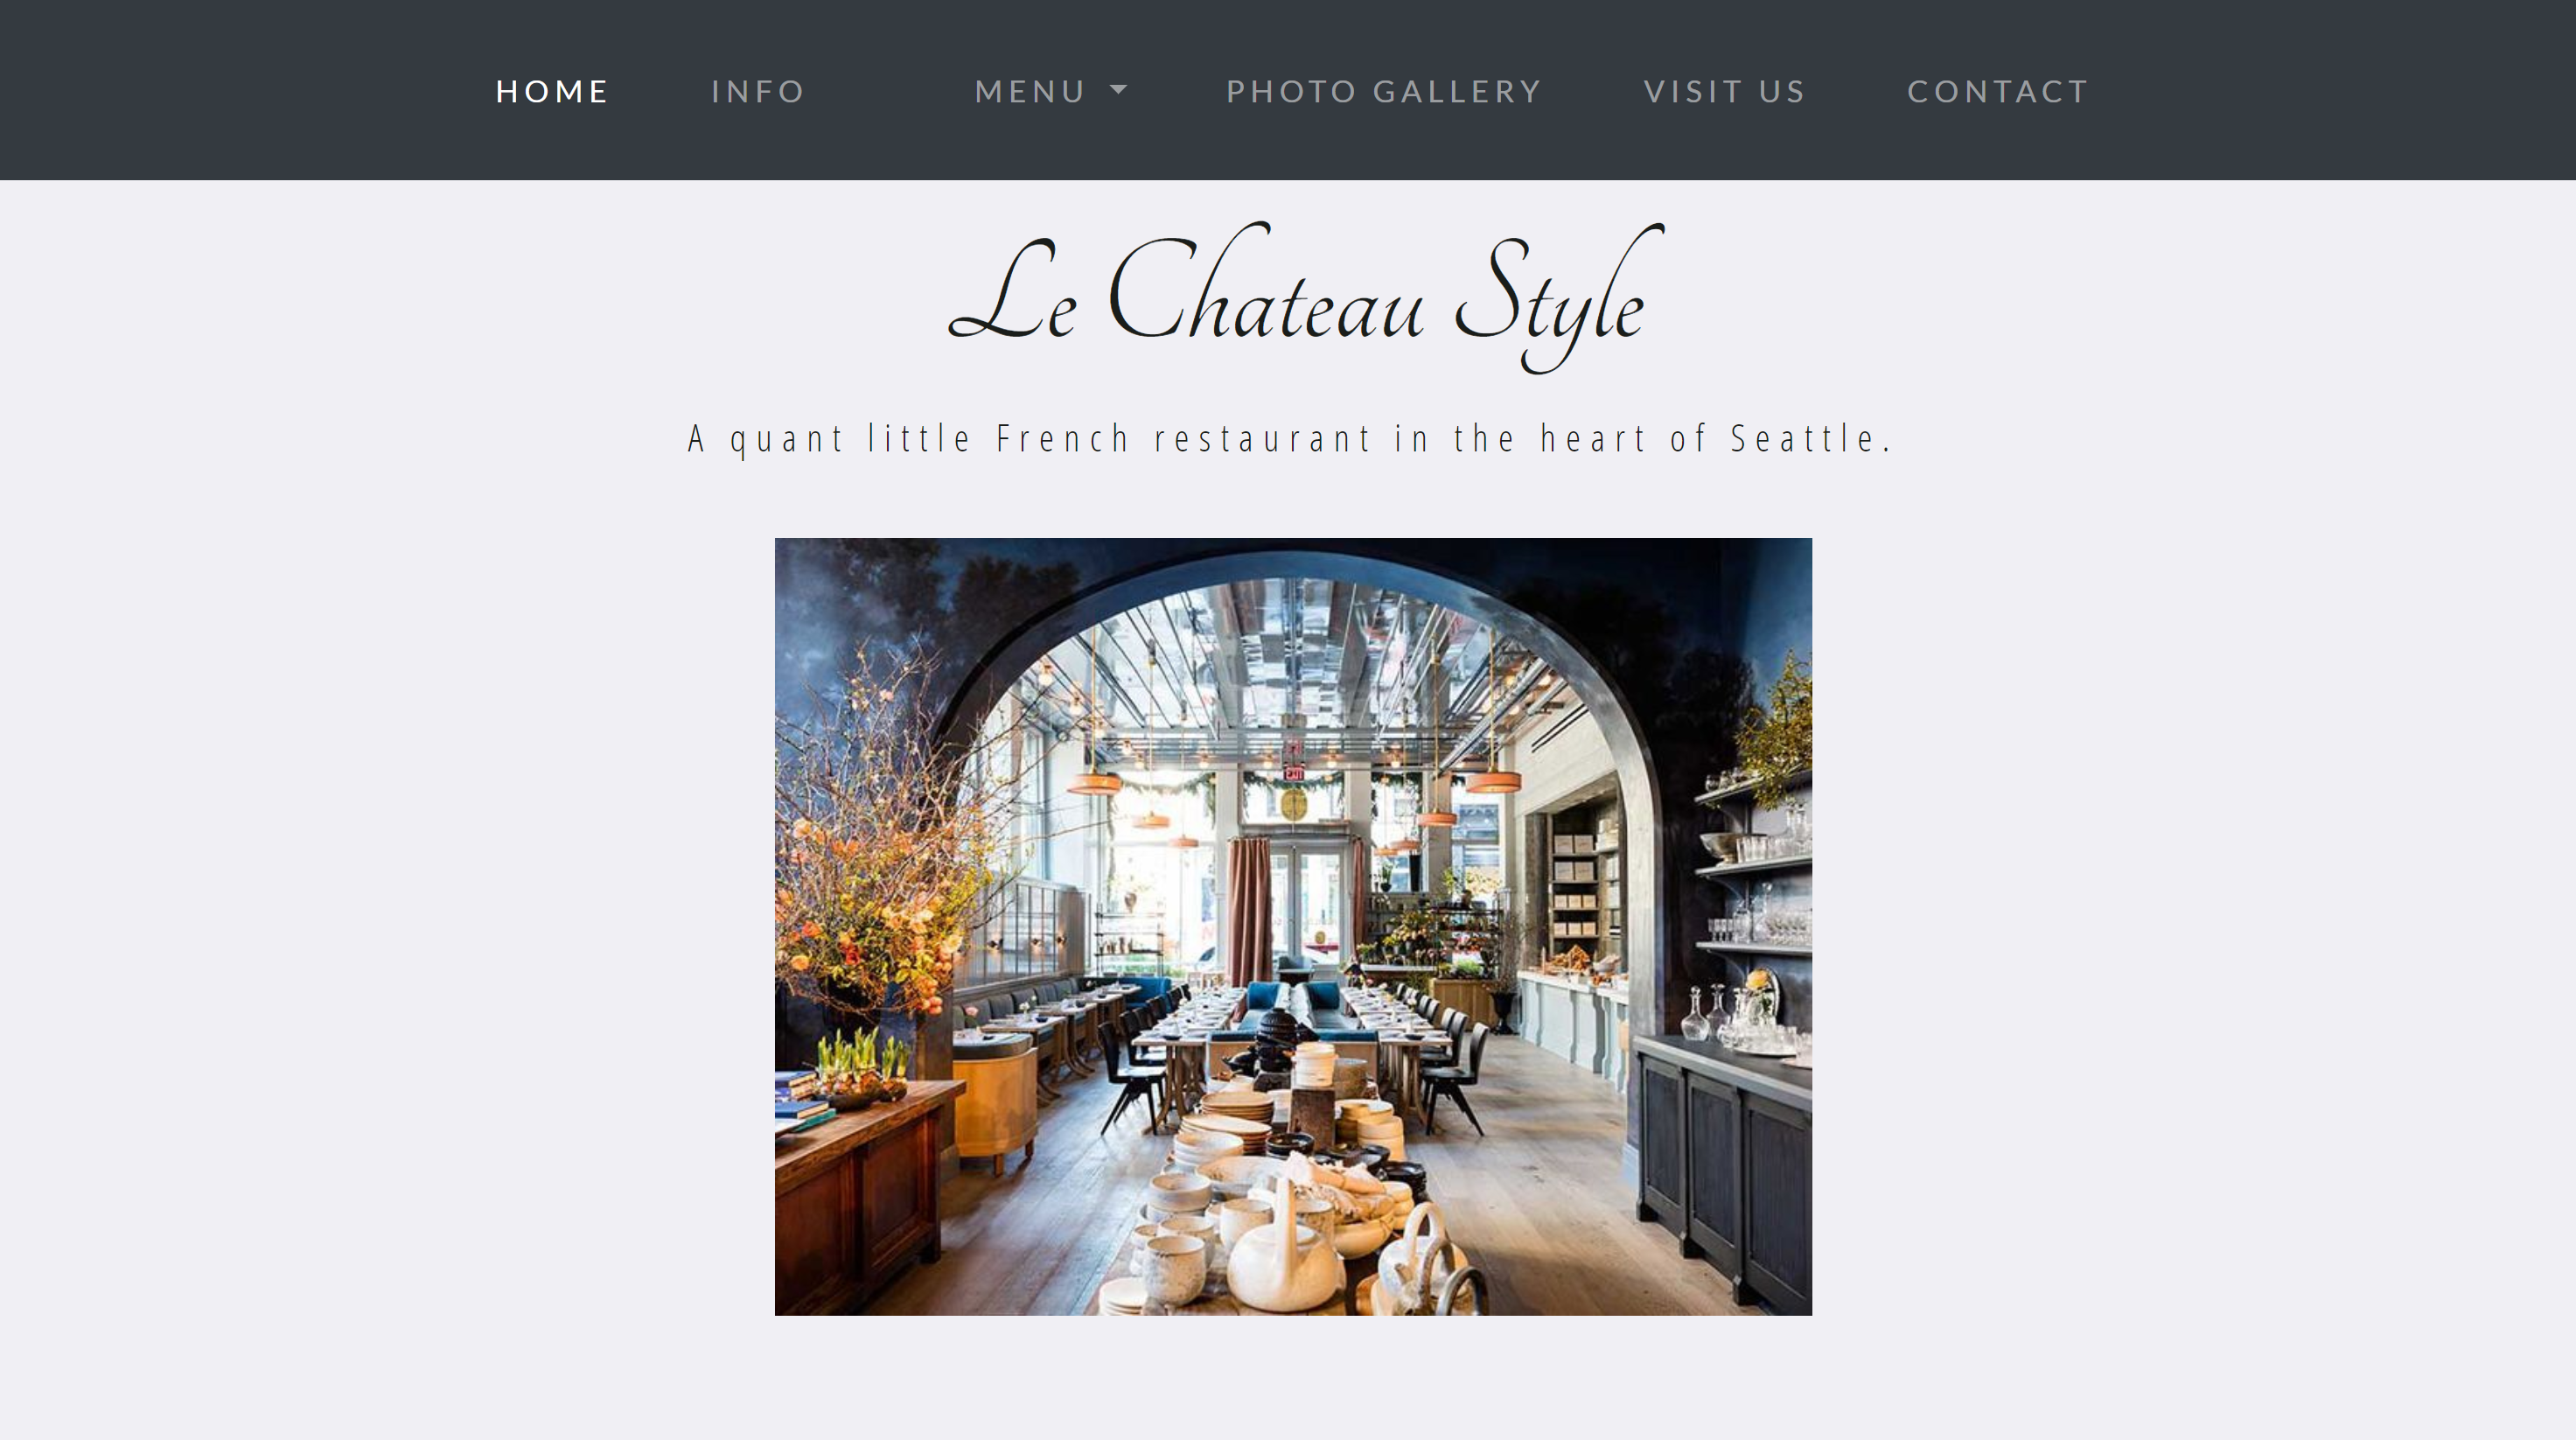 HOME INFO MENU PHOTO GALLERY VISIT US CONTACT
Le Chateau Style
A quant little French restaurant in the heart of Seattle.
EXIT